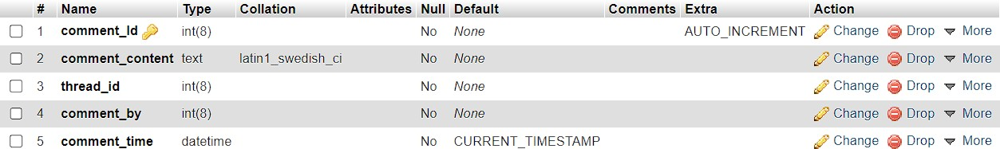 # Name Type Collation Attributes Null Default Comments Extra Action
1 comment_Id int(8) No None AUTO_INCREMENT Change Drop More
2 comment_content text latin1_swedish_ci No None Change Drop More
3 thread_id int(8) No None Change Drop More
4 comment_by int(8) No None Change Drop More
5 comment_time datetime No CURRENT_TIMESTAMP Change Drop More